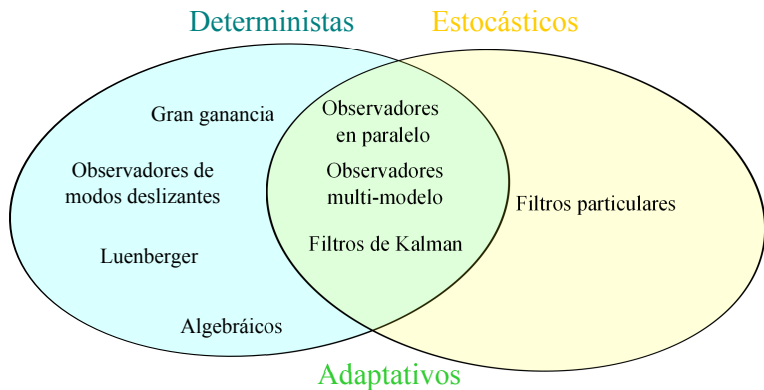 Deterministas
Estocásticos
Gran ganancia
Observadores de
modos deslizantes
Luenberger
Algebráicos
Observadores
en paralelo
Observadores
multi-modelo
Filtros de Kalman
Filtros particulares
Adaptativos